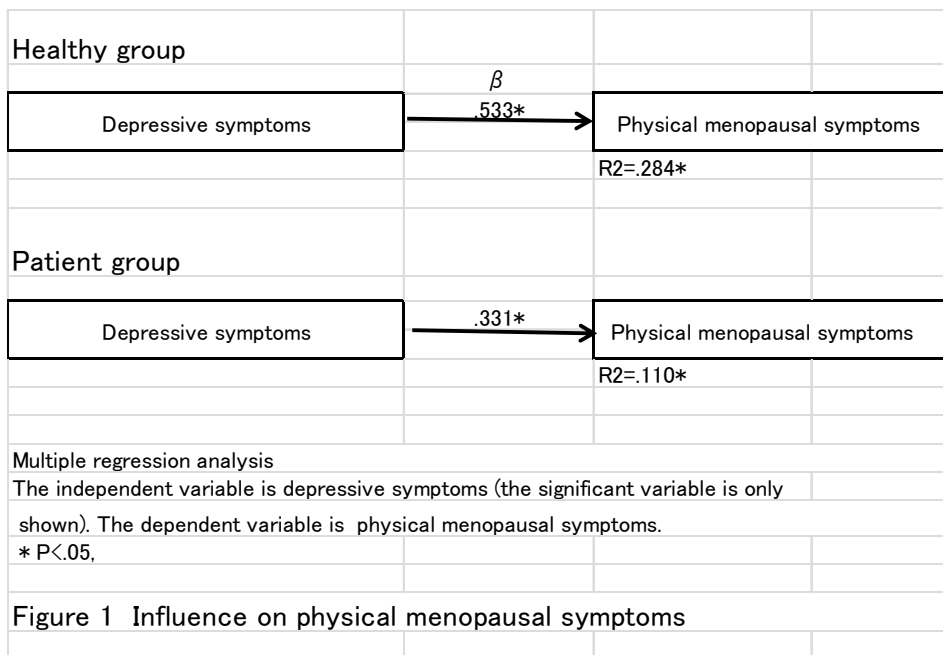 Healthy group
β
.533*
Depressive symptoms
Physical menopausal symptoms
R2=.284*
Patient group
.331*
Depressive symptoms
Physical menopausal symptoms
R2=.110*
Multiple regression analysis
The independent variable is depressive symptoms (the significant variable is only
shown). The dependent variable is physical menopausal symptoms.
* P<.05,
Figure 1 Influence on physical menopausal symptoms